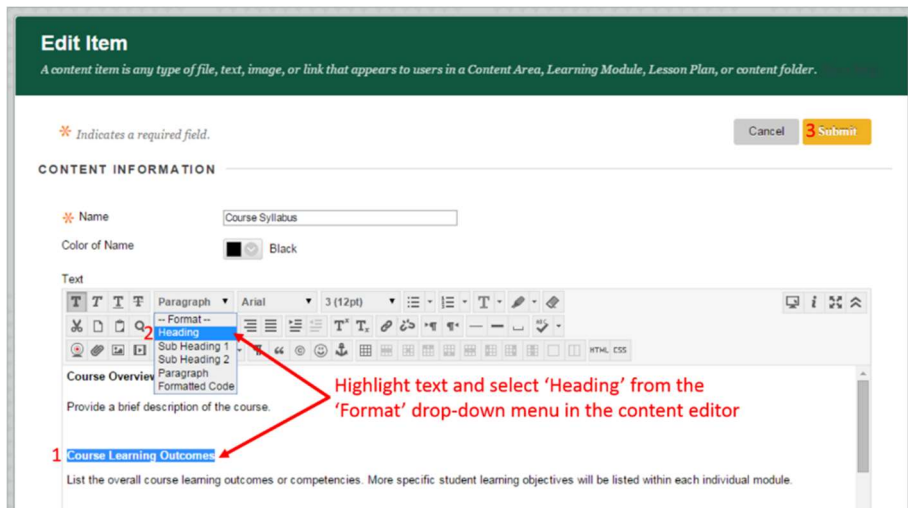 Edit Item
A content item is any type of file, text, image, or link that appears to users in a Content Area, Learning Module, Lesson Plan, or content folder.
Indicates a required field.
Cancel
3 Submit
CONTENT INFORMATION
Name
Course Syllabus
Color of Name
Black
Text
T T T T Paragraph Arial 3 (12pt)
-- Format --
2 Heading
Sub Heading 1
Sub Heading 2
Paragraph
Formatted Code
HTML CSS
Course Overview
Highlight text and select ‘Heading’ from the
‘Format’ drop-down menu in the content editor
Provide a brief description of the course.
1 Course Learning Outcomes
List the overall course learning outcomes or competencies. More specific student learning objectives will be listed within each individual module.